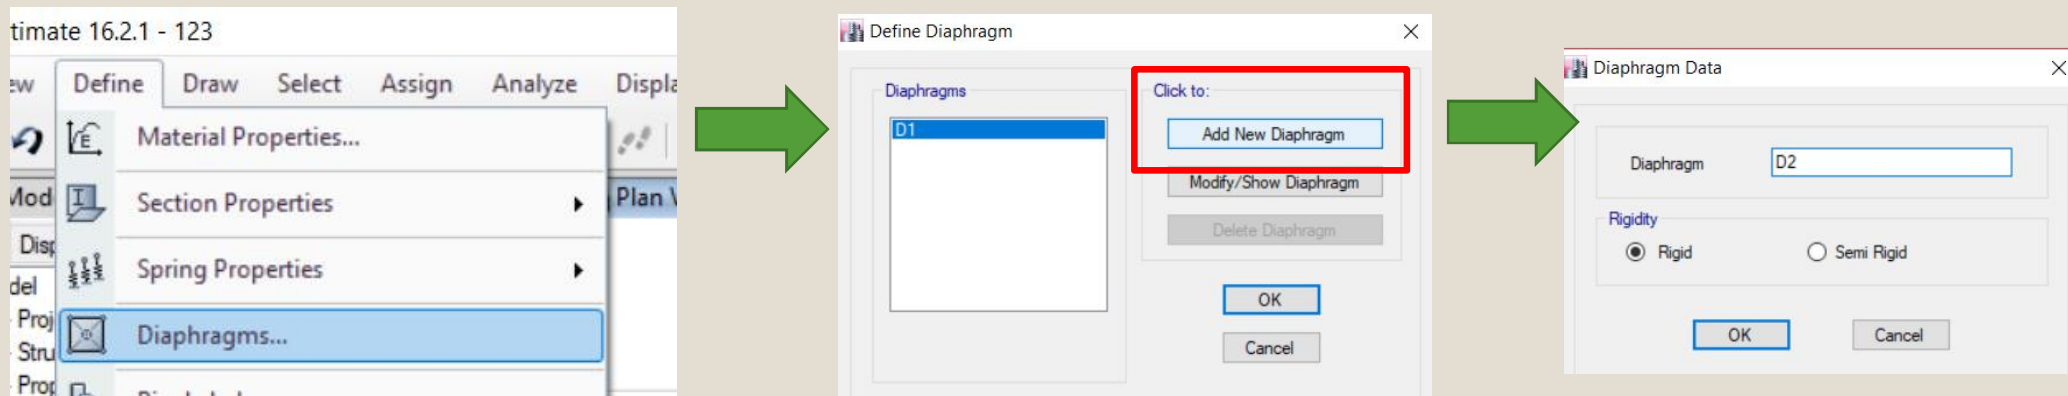 timate 16.2.1 - 123
ew Define Draw Select Assign Analyze Displa
Material Properties...
Mod Section Properties Plan V
Disp
Spring Properties
del
Proj
Diaphragms...
Stru
Prop
Define Diaphragm
Diaphragms
D1
Click to:
Add New Diaphragm
Modify/Show Diaphragm
Delete Diaphragm
OK
Cancel
Diaphragm Data
Diaphragm D2
Rigidity
Rigid Semi Rigid
OK Cancel